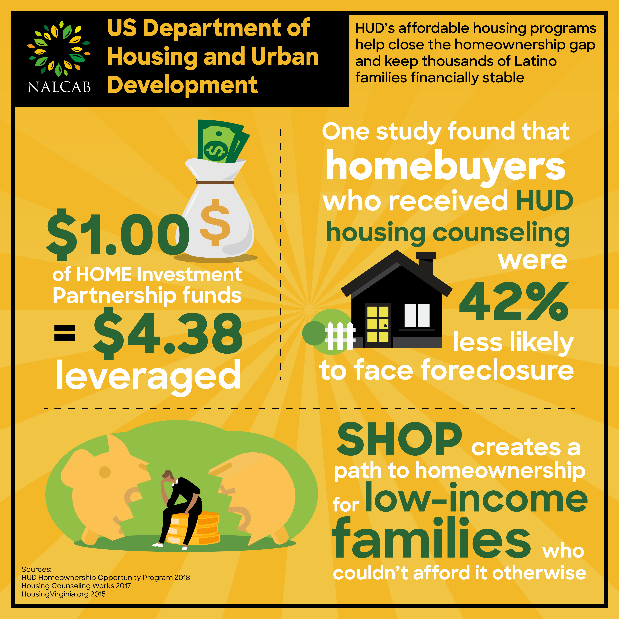 NALCAB
US Department of
Housing and Urban
Development
HUD's affordable housing programs
help close the homeownership gap
and keep thousands of Latino
families financially stable
$
$1.00
of HOME Investment
Partnership funds
= $4.38
leveraged
One study found that
homebuyers
who received HUD
housing counseling
were
42%
less likely
to face foreclosure
SHOP creates a
path to homeownership
for low-income
families who
couldn't afford it otherwise
Sources:
HUD Homeownership Opportunity Program 2018
Housing Counseling Works 2017
HousingVirginia.org 2015